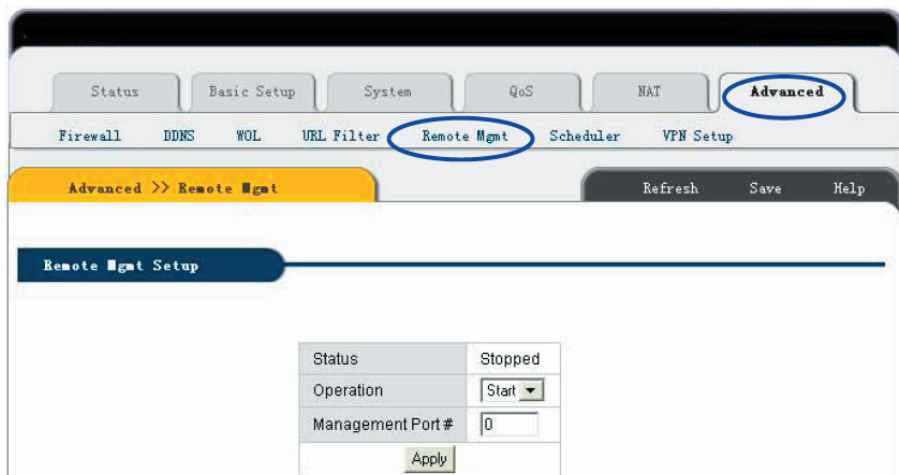 Status Basic Setup System QoS NAT Advanced
Firewall DDNS WOL URL Filter Remote Mgmt Scheduler VPN Setup
Advanced >> Remote Mgmt Refresh Save Help
Remote Mgmt Setup
Status Stopped
Operation Start
Management Port # 0
Apply